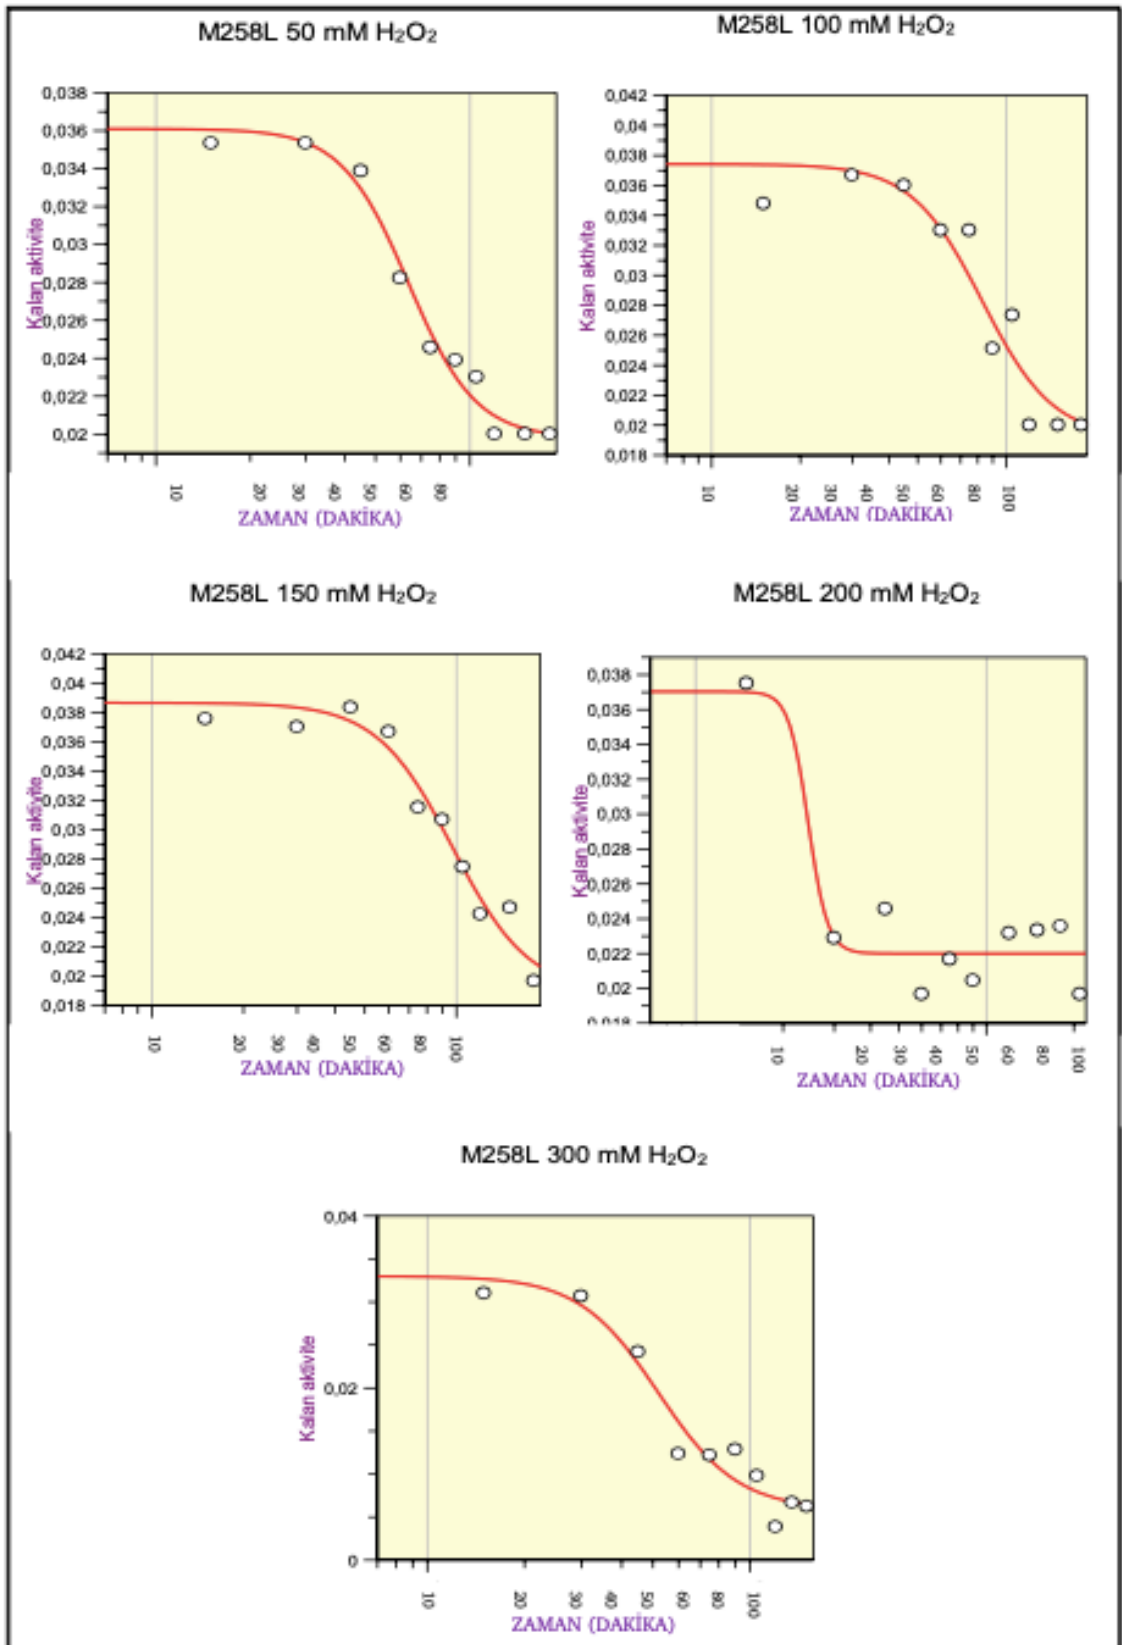 M258L 50 mM H₂O₂
0,038
0,036
0,034
0,032
0,03
0,028
0,026
0,024
0,022
0,02
Kalan aktivite
10 20 30 40 50 60 80
ZAMAN (DAKİKA)
M258L 100 mM H₂O₂
0,042
0,04
0,038
0,036
0,034
0,032
0,03
0,028
0,026
0,024
0,022
0,02
0,018
Kalan aktivite
10 20 30 40 50 60 80 100
ZAMAN (DAKİKA)
M258L 150 mM H₂O₂
0,042
0,04
0,038
0,036
0,034
0,032
0,03
0,028
0,026
0,024
0,022
0,02
0,018
Kalan aktivite
10 20 30 40 50 60 80 100
ZAMAN (DAKİKA)
M258L 200 mM H₂O₂
0,038
0,036
0,034
0,032
0,03
0,028
0,026
0,024
0,022
0,02
0,018
Kalan aktivite
10 20 30 40 50 60 80 100
ZAMAN (DAKİKA)
M258L 300 mM H₂O₂
0,04
0,02
0
Kalan aktivite
10 20 30 40 50 60 80 100
ZAMAN (DAKİKA)